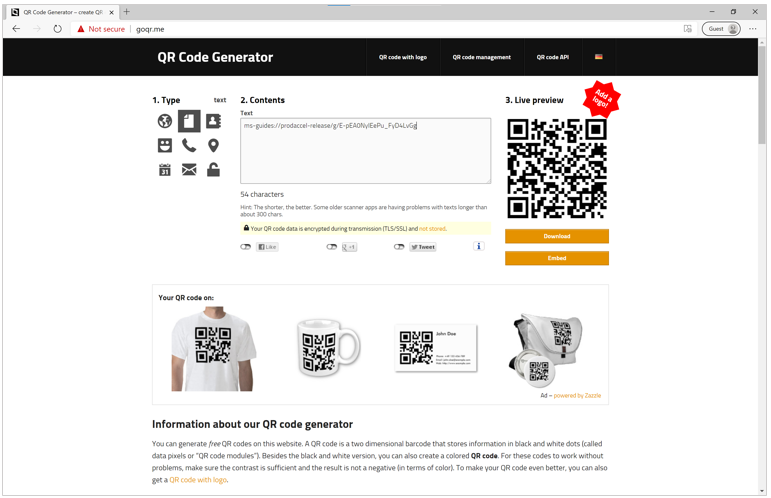 QR Code Generator – create QR
Not secure
goqr.me
Guest
QR Code Generator
QR code with logo
QR code management
QR code API
1. Type
text
2. Contents
3. Live preview
Add a
logo!
Text
ms-guides://prodaccel-release/g/E-pEA0NyIEePu_FyD4LvGg
54 characters
Hint: The shorter, the better. Some older scanner apps are having problems with texts longer than
about 300 chars.
Your QR code data is encrypted during transmission (TLS/SSL) and not stored.
Like
+1
Tweet
i
31
Download
Embed
Your QR code on:
John Doe
Ad – powered by Zazzle
Information about our QR code generator
You can generate free QR codes on this website. A QR code is a two dimensional barcode that stores information in black and white dots (called
data pixels or "QR code modules"). Besides the black and white version, you can also create a colored QR code. For these codes to work without
problems, make sure the contrast is sufficient and the result is not a negative (in terms of color). To make your QR code even better, you can also
get a QR code with logo.